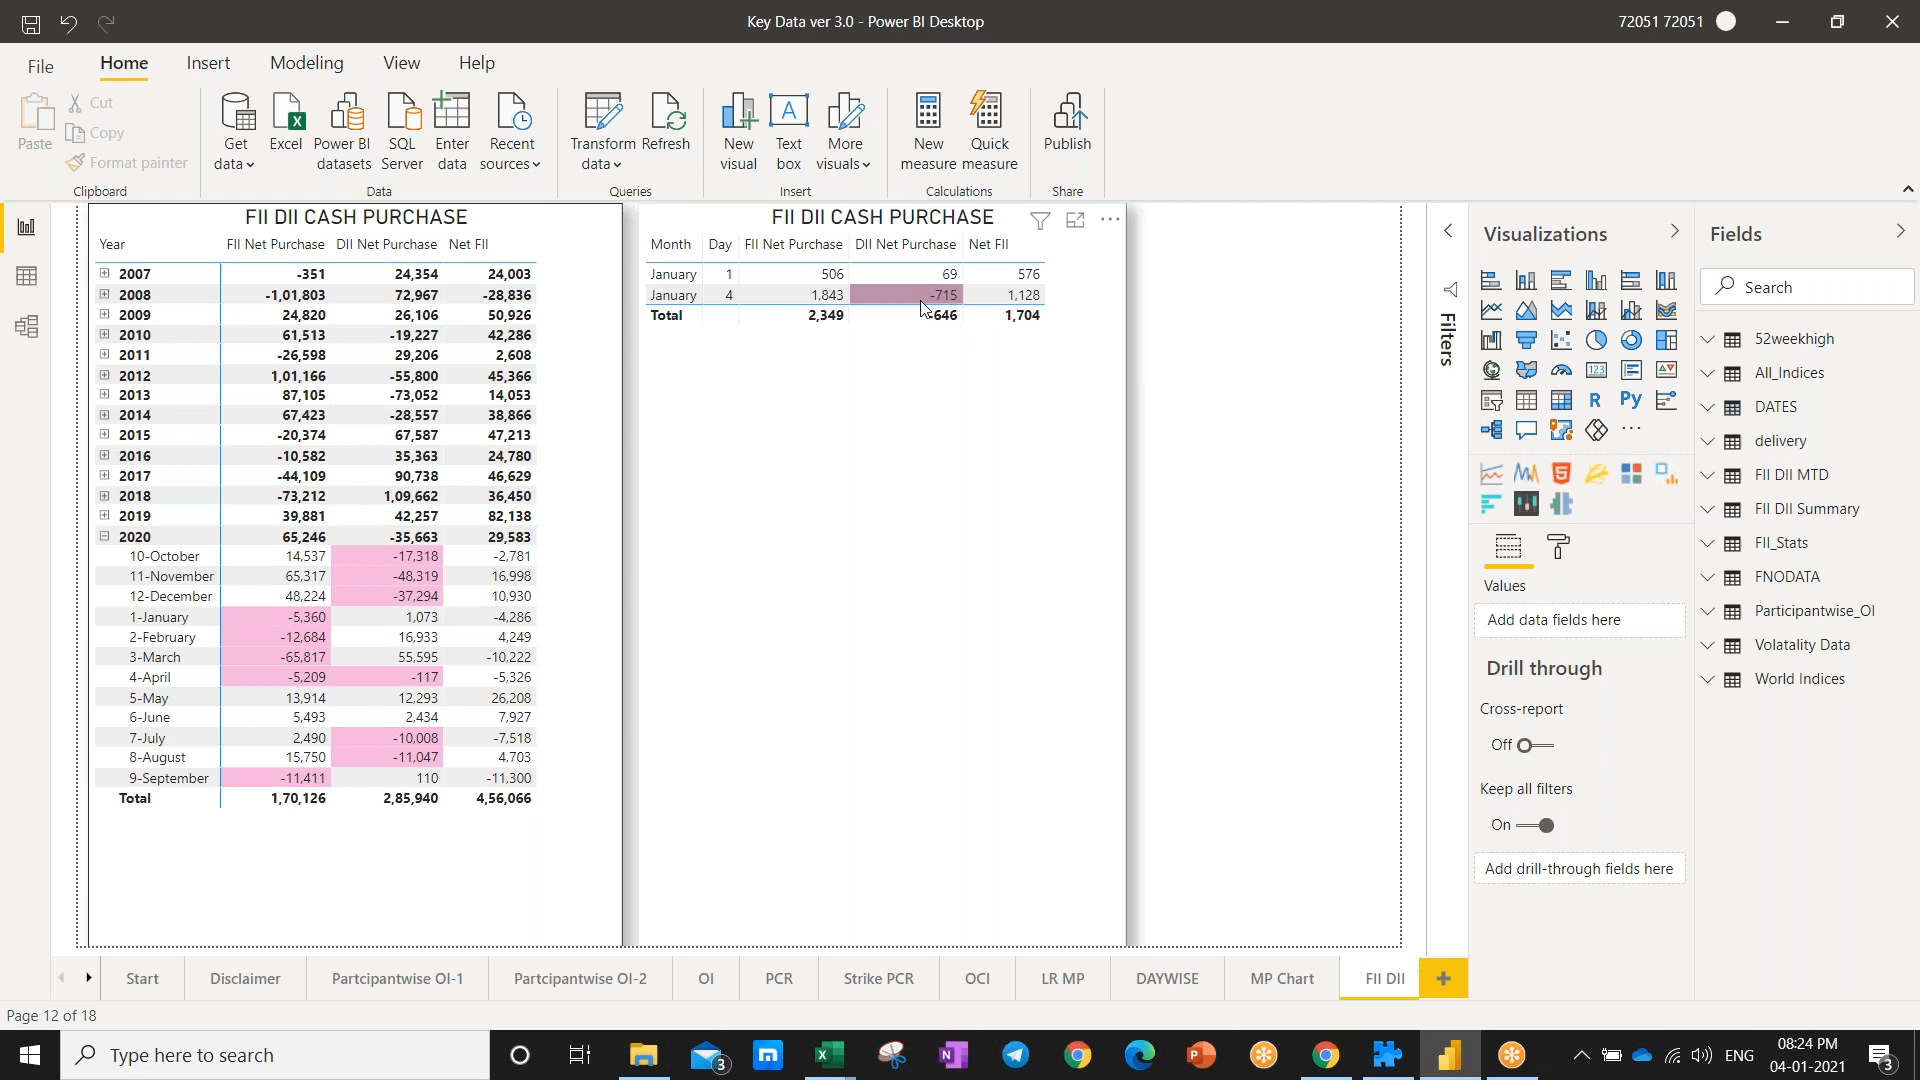 Key Data ver 3.0 - Power BI Desktop
72051 72051
File
Home
Insert
Modeling
View
Help
Paste
Cut
Copy
Format painter
Clipboard
Get data
Excel
Power BI datasets
SQL Server
Enter data
Recent sources
Data
Transform data
Refresh
Queries
New visual
Text box
More visuals
Insert
New measure
Quick measure
Calculations
Publish
Share
FII DII CASH PURCHASE
Year FII Net Purchase DII Net Purchase Net FII
2007 -351 24,354 24,003
2008 -1,01,803 72,967 -28,836
2009 24,820 26,106 50,926
2010 61,513 -19,227 42,286
2011 -26,598 29,206 2,608
2012 1,01,166 -55,800 45,366
2013 87,105 -73,052 14,053
2014 67,423 -28,557 38,866
2015 -20,374 67,587 47,213
2016 -10,582 35,363 24,780
2017 -44,109 90,738 46,629
2018 -73,212 1,09,662 36,450
2019 39,881 42,257 82,138
2020 65,246 -35,663 29,583
10-October 14,537 -17,318 -2,781
11-November 65,317 -48,319 16,998
12-December 48,224 -37,294 10,930
1-January -5,360 1,073 -4,286
2-February -12,684 16,933 4,249
3-March -65,817 55,595 -10,222
4-April -5,209 -117 -5,326
5-May 13,914 12,293 26,208
6-June 5,493 2,434 7,927
7-July 2,490 -10,008 -7,518
8-August 15,750 -11,047 4,703
9-September -11,411 110 -11,300
Total 1,70,126 2,85,940 4,56,066
FII DII CASH PURCHASE
Month Day FII Net Purchase DII Net Purchase Net FII
January 1 506 69 576
January 4 1,843 -715 1,128
Total 2,349 -646 1,704
Filters
Visualizations
123
R
Py
Values
Add data fields here
Drill through
Cross-report
Off
Keep all filters
On
Add drill-through fields here
Fields
Search
52weekhigh
All_Indices
DATES
delivery
FII DII MTD
FII DII Summary
FII_Stats
FNODATA
Participantwise_OI
Volatality Data
World Indices
Start
Disclaimer
Partcipantwise OI-1
Partcipantwise OI-2
OI
PCR
Strike PCR
OCI
LR MP
DAYWISE
MP Chart
FII DII
Page 12 of 18
Type here to search
3
ENG
08:24 PM
04-01-2021
3